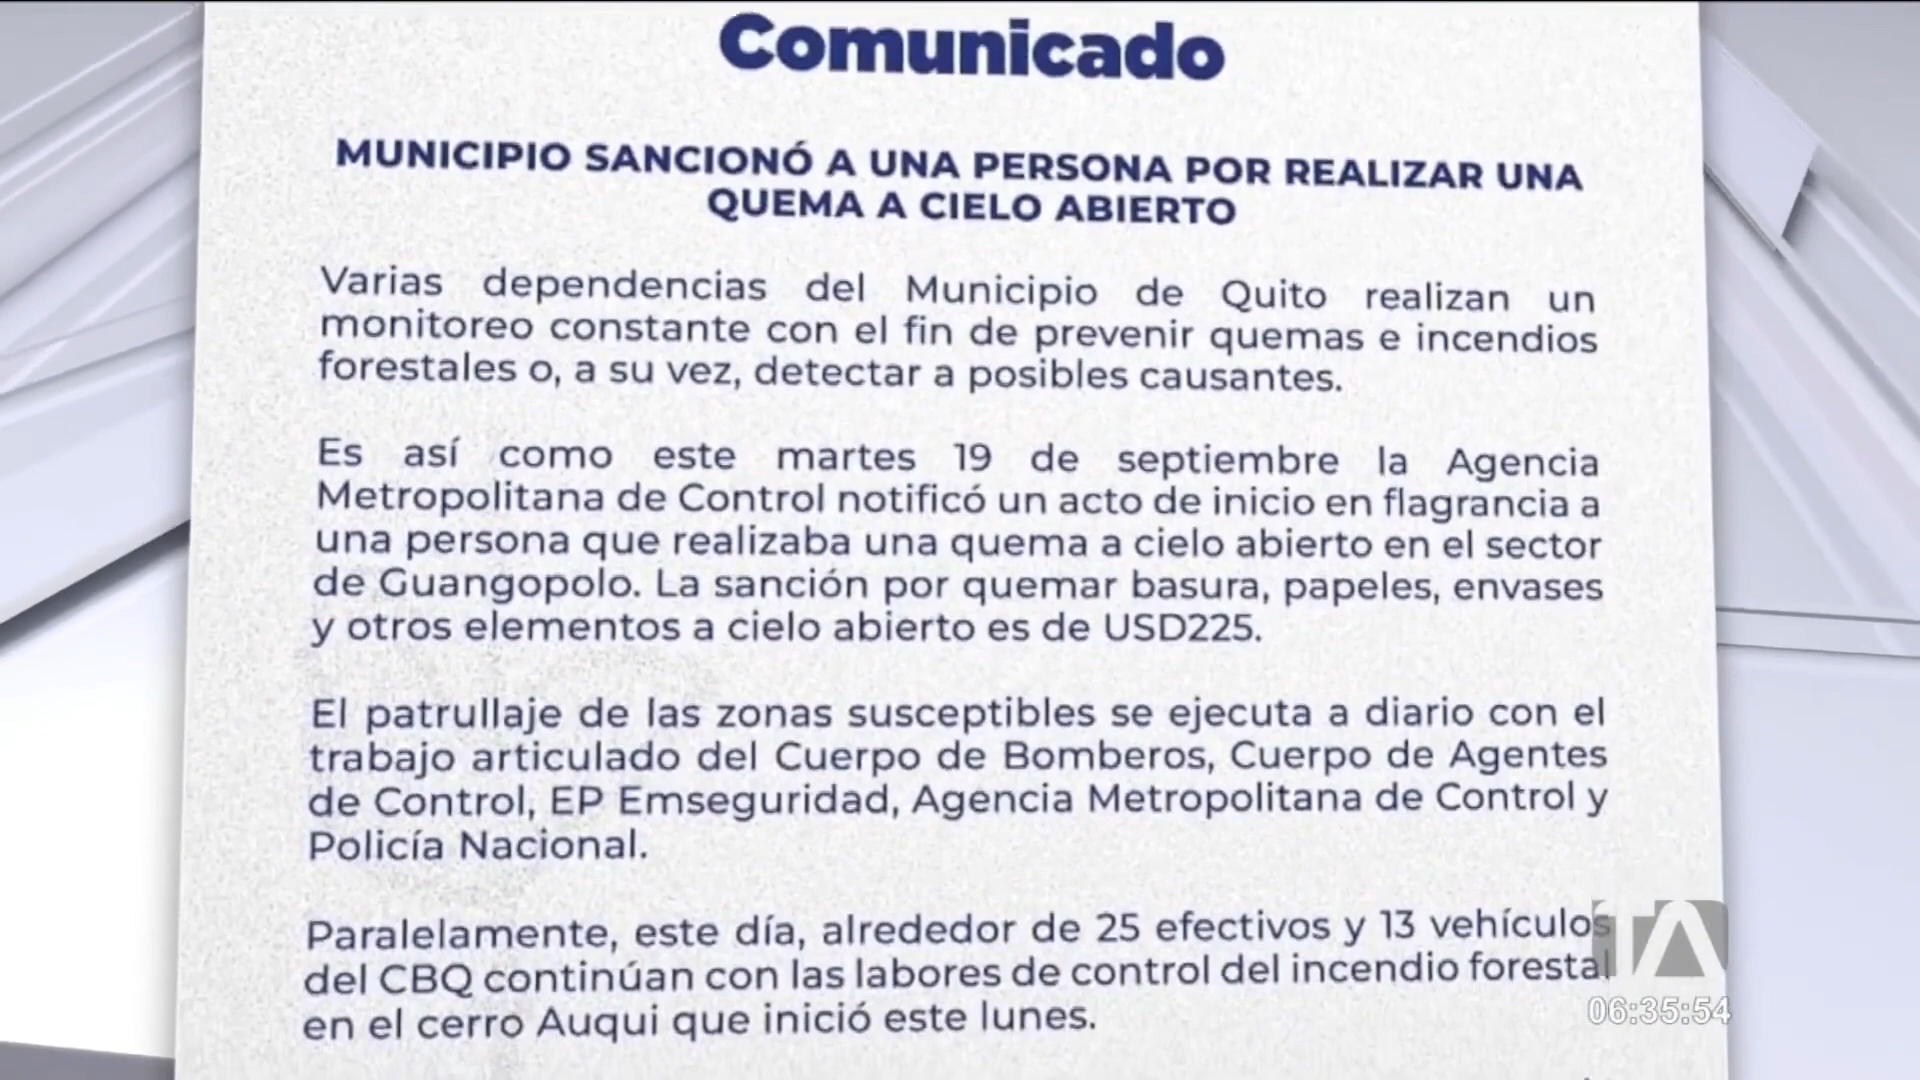 Comunicado
MUNICIPIO SANCIONÓ A UNA PERSONA POR REALIZAR UNA
QUEMA A CIELO ABIERTO
Varias dependencias del Municipio de Quito realizan un
monitoreo constante con el fin de prevenir quemas e incendios
forestales o, a su vez, detectar a posibles causantes.
Es así como este martes 19 de septiembre la Agencia
Metropolitana de Control notificó un acto de inicio en flagrancia a
una persona que realizaba una quema a cielo abierto en el sector
de Guangopolo. La sanción por quemar basura, papeles, envases
y otros elementos a cielo abierto es de USD225.
El patrullaje de las zonas susceptibles se ejecuta a diario con el
trabajo articulado del Cuerpo de Bomberos, Cuerpo de Agentes
de Control, EP Emseguridad, Agencia Metropolitana de Control y
Policía Nacional.
Paralelamente, este día, alrededor de 25 efectivos y 13 vehículos
del CBQ continúan con las labores de control del incendio forestal
en el cerro Auqui que inició este lunes.
TA
06:35:54